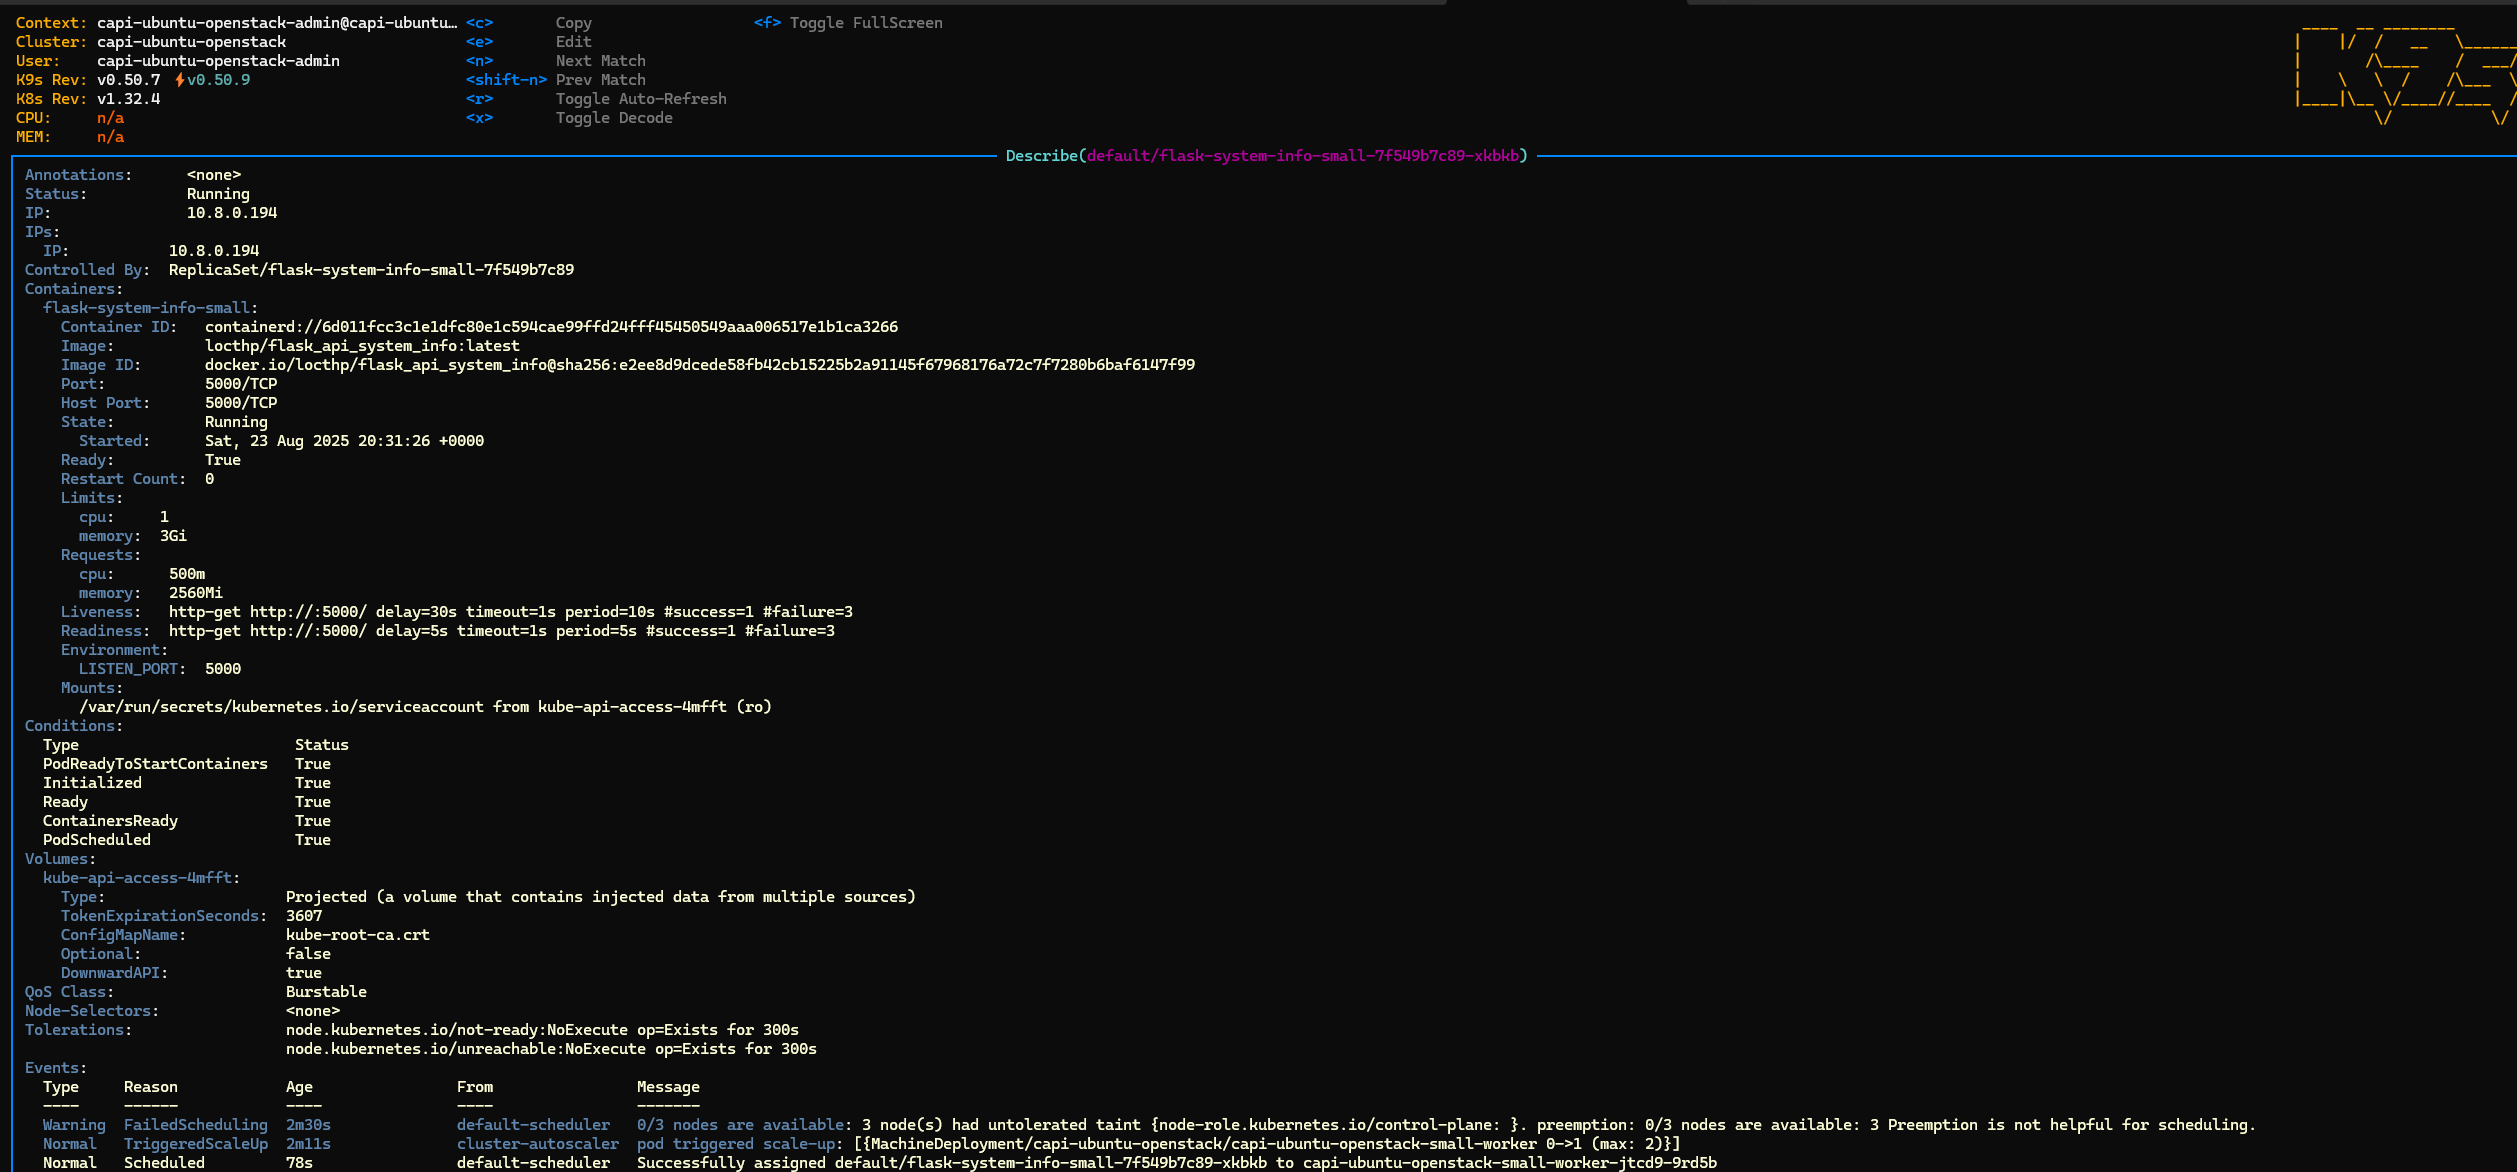 Context: capi-ubuntu-openstack-admin@capi-ubuntu… <c> Copy <f> Toggle FullScreen
Cluster: capi-ubuntu-openstack <e> Edit
User: capi-ubuntu-openstack-admin <n> Next Match
K9s Rev: v0.50.7 ⚡v0.50.9 <shift-n> Prev Match
K8s Rev: v1.32.4 <r> Toggle Auto-Refresh
CPU: n/a <x> Toggle Decode
MEM: n/a
Describe(default/flask-system-info-small-7f549b7c89-xkbkb)
Annotations: <none>
Status: Running
IP: 10.8.0.194
IPs:
IP: 10.8.0.194
Controlled By: ReplicaSet/flask-system-info-small-7f549b7c89
Containers:
flask-system-info-small:
Container ID: containerd://6d011fcc3c1e1dfc80e1c594cae99ffd24fff45450549aaa006517e1b1ca3266
Image: locthp/flask_api_system_info:latest
Image ID: docker.io/locthp/flask_api_system_info@sha256:e2ee8d9dcede58fb42cb15225b2a91145f67968176a72c7f7280b6baf6147f99
Port: 5000/TCP
Host Port: 5000/TCP
State: Running
Started: Sat, 23 Aug 2025 20:31:26 +0000
Ready: True
Restart Count: 0
Limits:
cpu: 1
memory: 3Gi
Requests:
cpu: 500m
memory: 2560Mi
Liveness: http-get http://:5000/ delay=30s timeout=1s period=10s #success=1 #failure=3
Readiness: http-get http://:5000/ delay=5s timeout=1s period=5s #success=1 #failure=3
Environment:
LISTEN_PORT: 5000
Mounts:
/var/run/secrets/kubernetes.io/serviceaccount from kube-api-access-4mfft (ro)
Conditions:
Type Status
PodReadyToStartContainers True
Initialized True
Ready True
ContainersReady True
PodScheduled True
Volumes:
kube-api-access-4mfft:
Type: Projected (a volume that contains injected data from multiple sources)
TokenExpirationSeconds: 3607
ConfigMapName: kube-root-ca.crt
Optional: false
DownwardAPI: true
QoS Class: Burstable
Node-Selectors: <none>
Tolerations: node.kubernetes.io/not-ready:NoExecute op=Exists for 300s
node.kubernetes.io/unreachable:NoExecute op=Exists for 300s
Events:
Type Reason Age From Message
---- ------ ---- ---- -------
Warning FailedScheduling 2m30s default-scheduler 0/3 nodes are available: 3 node(s) had untolerated taint {node-role.kubernetes.io/control-plane: }. preemption: 0/3 nodes are available: 3 Preemption is not helpful for scheduling.
Normal TriggeredScaleUp 2m11s cluster-autoscaler pod triggered scale-up: [{MachineDeployment/capi-ubuntu-openstack/capi-ubuntu-openstack-small-worker 0->1 (max: 2)}]
Normal Scheduled 78s default-scheduler Successfully assigned default/flask-system-info-small-7f549b7c89-xkbkb to capi-ubuntu-openstack-small-worker-jtcd9-9rd5b